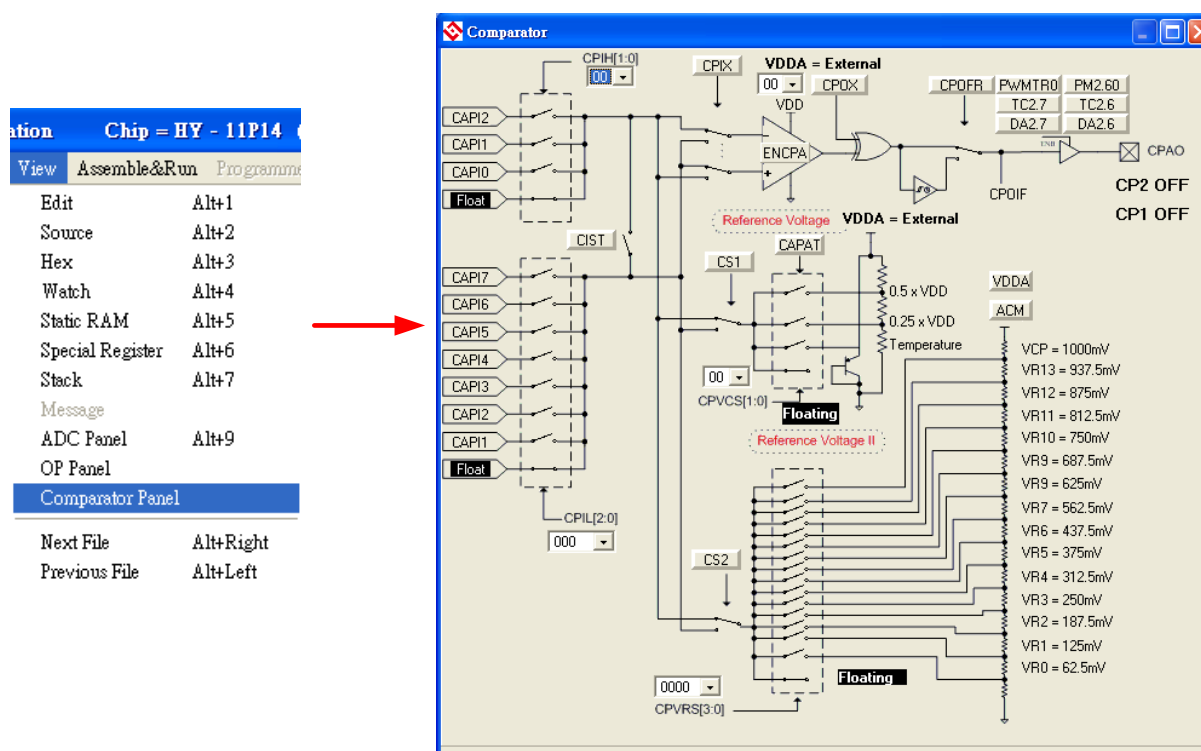 ation Chip = HY - 11P14 (
View Assemble&Run Programme
Edit Alt+1
Source Alt+2
Hex Alt+3
Watch Alt+4
Static RAM Alt+5
Special Register Alt+6
Stack Alt+7
Message
ADC Panel Alt+9
OP Panel
Comparator Panel
Next File Alt+Right
Previous File Alt+Left
Comparator
CPIH[1:0]
00
CAPI2
CAPI1
CAPI0
Float
CIST
CAPI7
CAPI6
CAPI5
CAPI4
CAPI3
CAPI2
CAPI1
Float
CPIL[2:0]
000
CPIX
VDDA = External
00
CPOX
VDD
ENCPA
-
+
CPOFR
PWMTR0 PM2.60
TC2.7 TC2.6
DA2.7 DA2.6
ENB
CPAO
CPOIF
CP2 OFF
CP1 OFF
Reference Voltage
VDDA = External
CAPAT
CS1
0.5 x VDD
0.25 x VDD
Temperature
00
CPVCS[1:0]
Floating
Reference Voltage II
VDDA
ACM
VCP = 1000mV
VR13 = 937.5mV
VR12 = 875mV
VR11 = 812.5mV
VR10 = 750mV
VR9 = 687.5mV
VR9 = 625mV
VR7 = 562.5mV
VR6 = 437.5mV
VR5 = 375mV
VR4 = 312.5mV
VR3 = 250mV
VR2 = 187.5mV
VR1 = 125mV
VR0 = 62.5mV
CS2
Floating
0000
CPVRS[3:0]